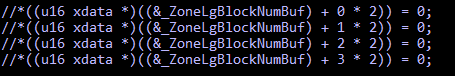 //*((u16 xdata *)((&_ZoneLgBlockNumBuf) + 0 * 2)) = 0;
//*((u16 xdata *)((&_ZoneLgBlockNumBuf) + 1 * 2)) = 0;
//*((u16 xdata *)((&_ZoneLgBlockNumBuf) + 2 * 2)) = 0;
//*((u16 xdata *)((&_ZoneLgBlockNumBuf) + 3 * 2)) = 0;